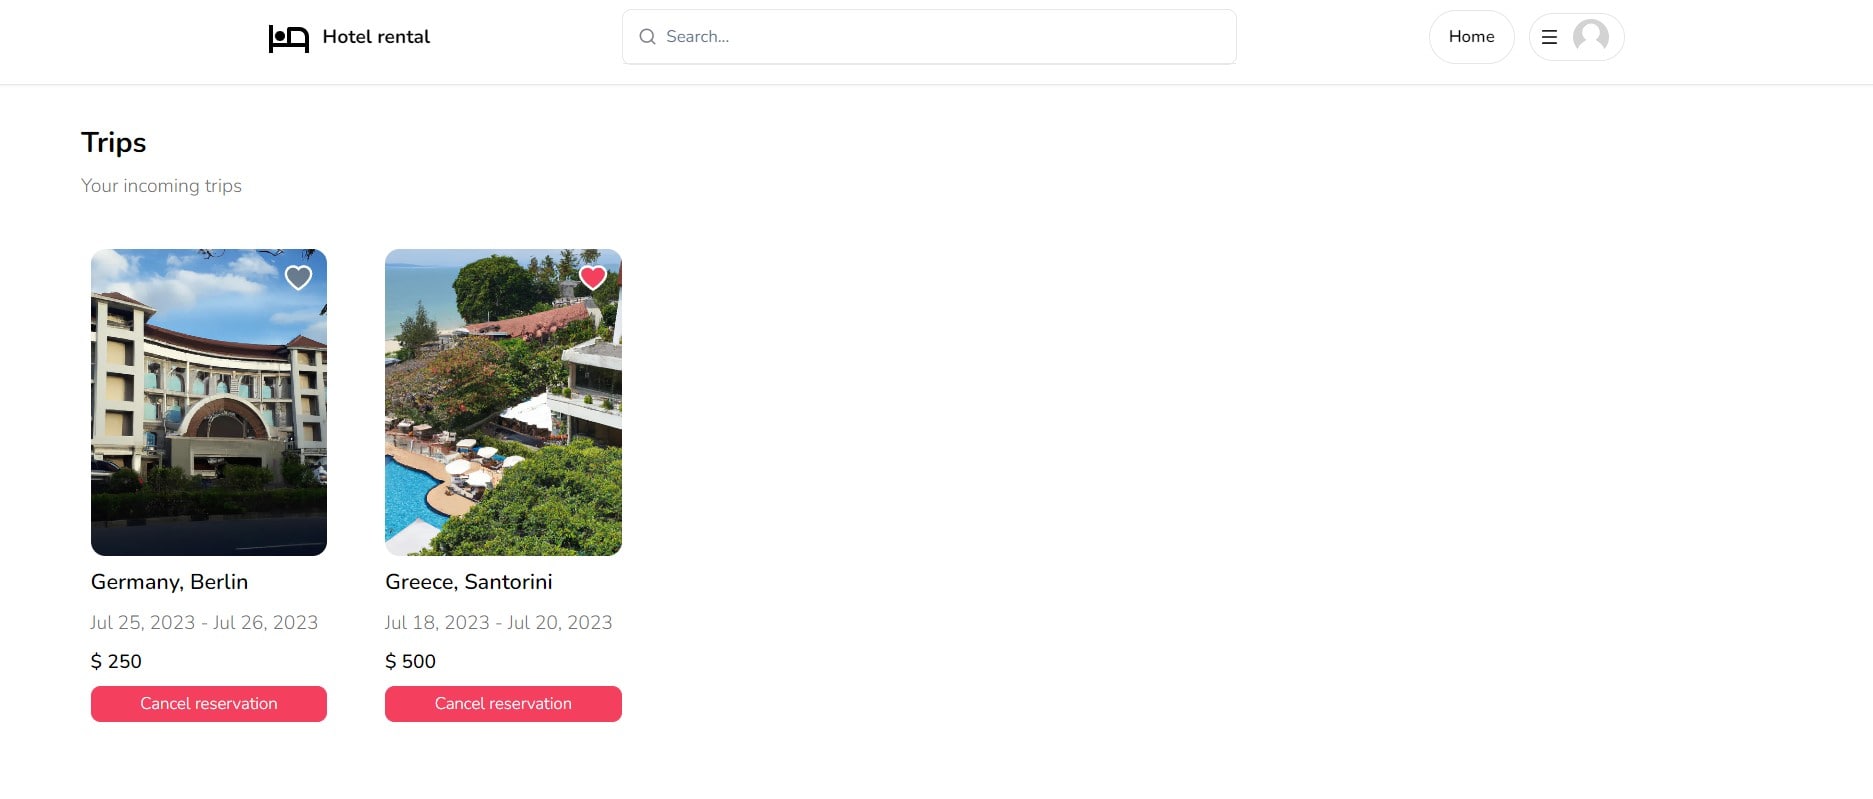 Hotel rental
Search...
Home
Trips
Your incoming trips
Germany, Berlin
Jul 25, 2023 - Jul 26, 2023
$ 250
Cancel reservation
Greece, Santorini
Jul 18, 2023 - Jul 20, 2023
$ 500
Cancel reservation